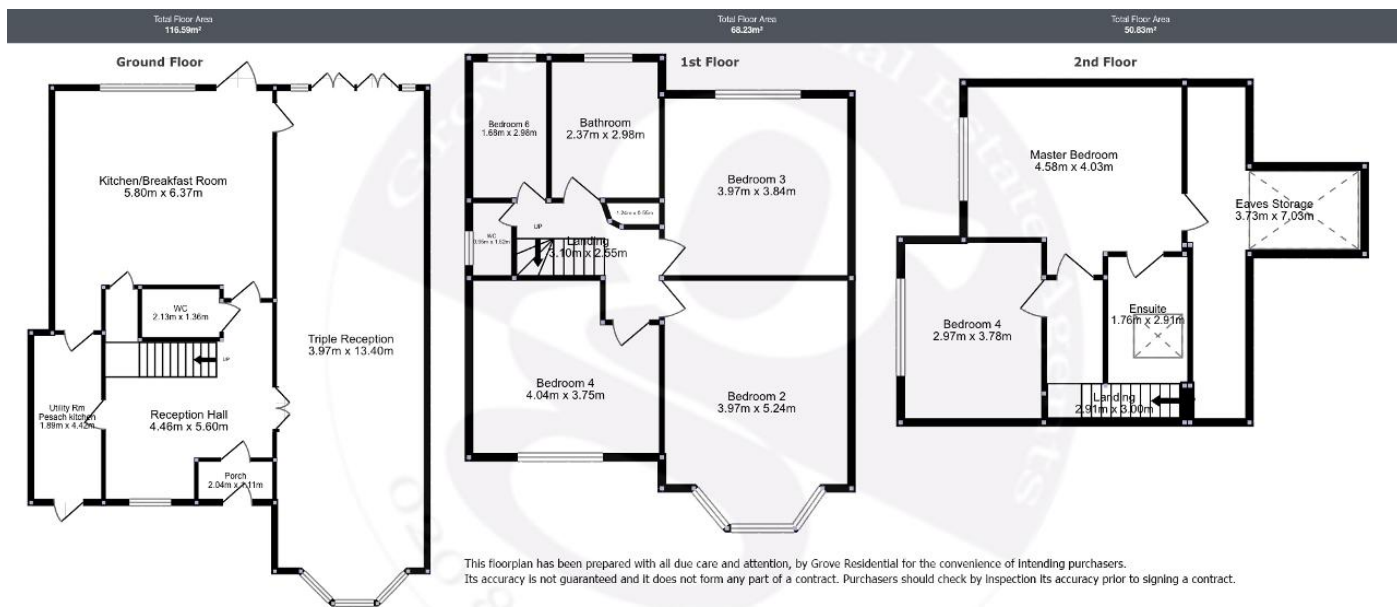 Total Floor Area
116.59m²
Total Floor Area
68.23m²
Total Floor Area
50.83m²
Ground Floor
1st Floor
2nd Floor
Kitchen/Breakfast Room
5.80m x 6.37m
WC
2.13m x 1.36m
UP
Triple Reception
3.97m x 13.40m
Utility Rm
Pesach kitchen
1.89m x 4.42m
Reception Hall
4.46m x 5.60m
Porch
2.04m x 1.11m
Bedroom 6
1.68m x 2.98m
Bathroom
2.37m x 2.98m
Bedroom 3
3.97m x 3.84m
WC
UP
Landing
3.10m x 2.55m
Bedroom 4
4.04m x 3.75m
Bedroom 2
3.97m x 5.24m
Master Bedroom
4.58m x 4.03m
Eaves Storage
3.73m x 7.03m
Bedroom 4
2.97m x 3.78m
Ensuite
1.76m x 2.91m
Landing
2.91m x 3.00m
This floorplan has been prepared with all due care and attention, by Grove Residential for the convenience of intending purchasers.
Its accuracy is not guaranteed and it does not form any part of a contract. Purchasers should check by inspection its accuracy prior to signing a contract.